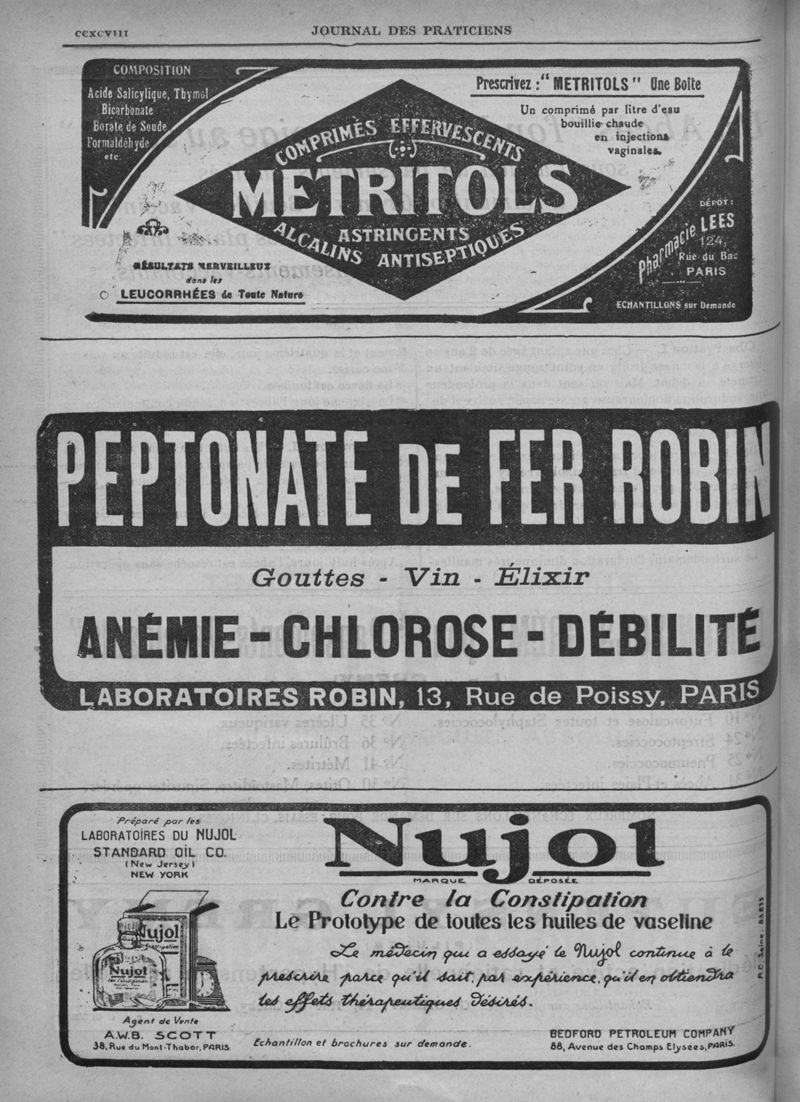 ccxcviii
JOURNAL DES PRATICIENS
COMPOSITION
Acide Salicylique, Thymol
Bicarbonate
Borate de Soude
Formaldéhyde
etc.
Prescrivez : "METRITOLS" Une Boîte
Un comprimé par litre d'eau
bouillie chaude
en injections
vaginales.
COMPRIMÉS EFFERVESCENTS
METRITOLS
ASTRINGENTS
ALCALINS ANTISEPTIQUES
RÉSULTATS MERVEILLEUX
dans les
LEUCORRHÉES de Toute Nature
DÉPÔT :
Pharmacie LEES
124,
Rue du Bac
PARIS
ECHANTILLONS sur Demande
PEPTONATE DE FER ROBIN
Gouttes - Vin - Élixir
ANÉMIE - CHLOROSE - DÉBILITÉ
LABORATOIRES ROBIN, 13, Rue de Poissy, PARIS
Préparé par les
LABORATOIRES DU NUJOL
STANDARD OIL CO.
(New Jersey)
NEW YORK
Nujol
Nujol
Agent de Vente
A.W.B. SCOTT
38, Rue du Mont-Thabor, PARIS
Nujol
MARQUE DÉPOSÉE
Contre la Constipation
Le Prototype de toutes les huiles de vaseline
Le médecin qui a essayé le Nujol continue à le
prescrire parce qu'il sait, par expérience, qu'il en obtiendra
les effets thérapeutiques désirés.
Echantillon et brochures sur demande.
BEDFORD PETROLEUM COMPANY
88, Avenue des Champs Elysées, PARIS.
R.C. Seine